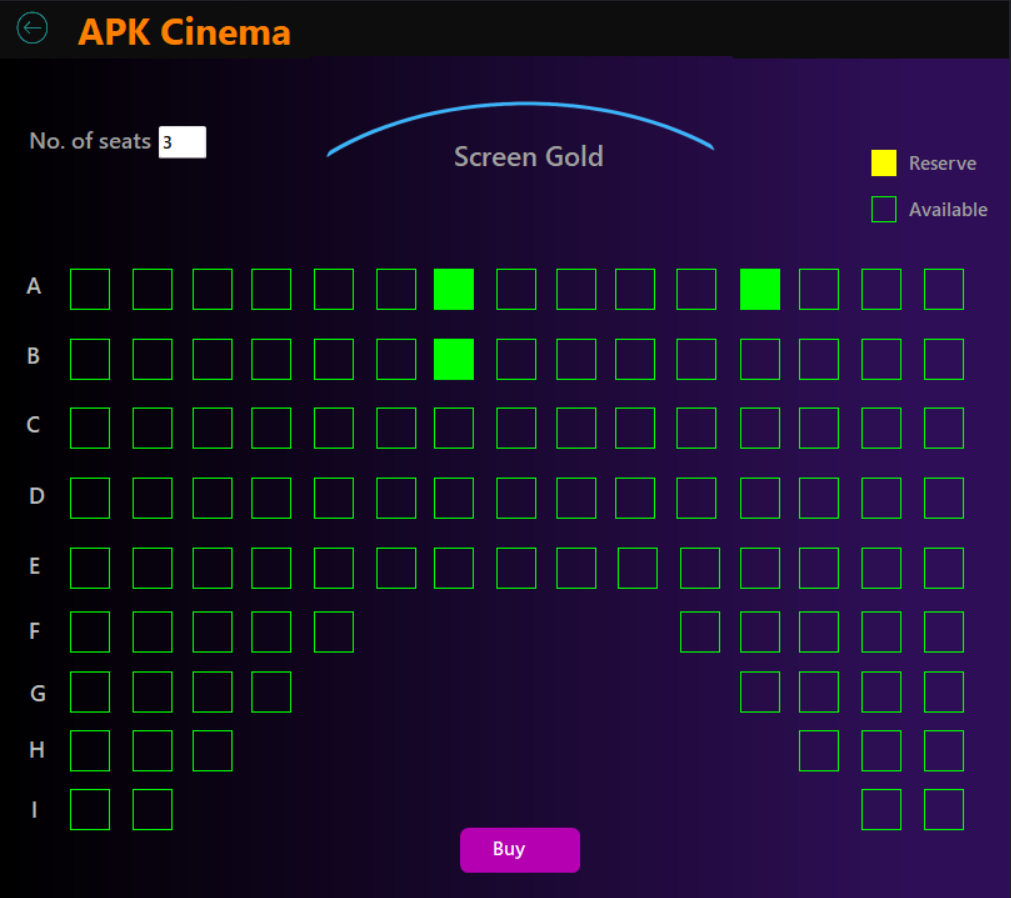 APK Cinema
No. of seats 3
Screen Gold
Reserve
Available
A
B
C
D
E
F
G
H
I
Buy